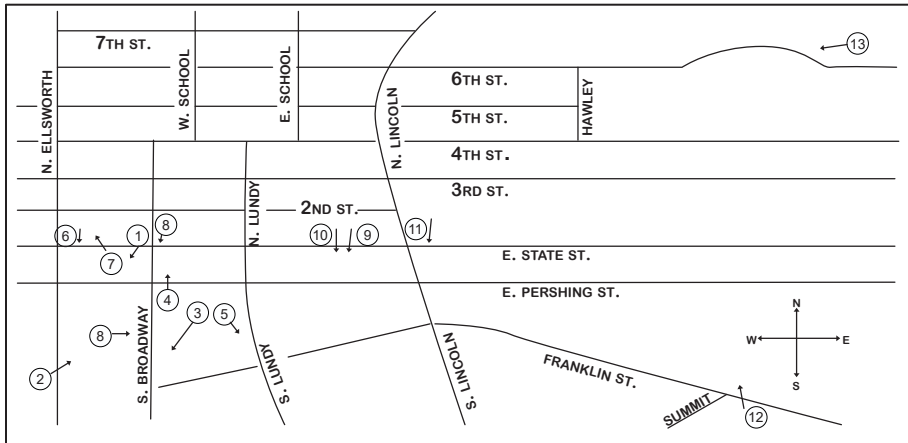 7TH ST.
13
W. SCHOOL
E. SCHOOL
6TH ST.
HAWLEY
N. ELLSWORTH
5TH ST.
N. LINCOLN
4TH ST.
3RD ST.
N. LUNDY
2ND ST.
6
7
1
8
10
9
11
E. STATE ST.
4
E. PERSHING ST.
8
3
5
2
S. BROADWAY
S. LUNDY
S. LINCOLN
FRANKLIN ST.
SUMMIT
12
N
W E
S